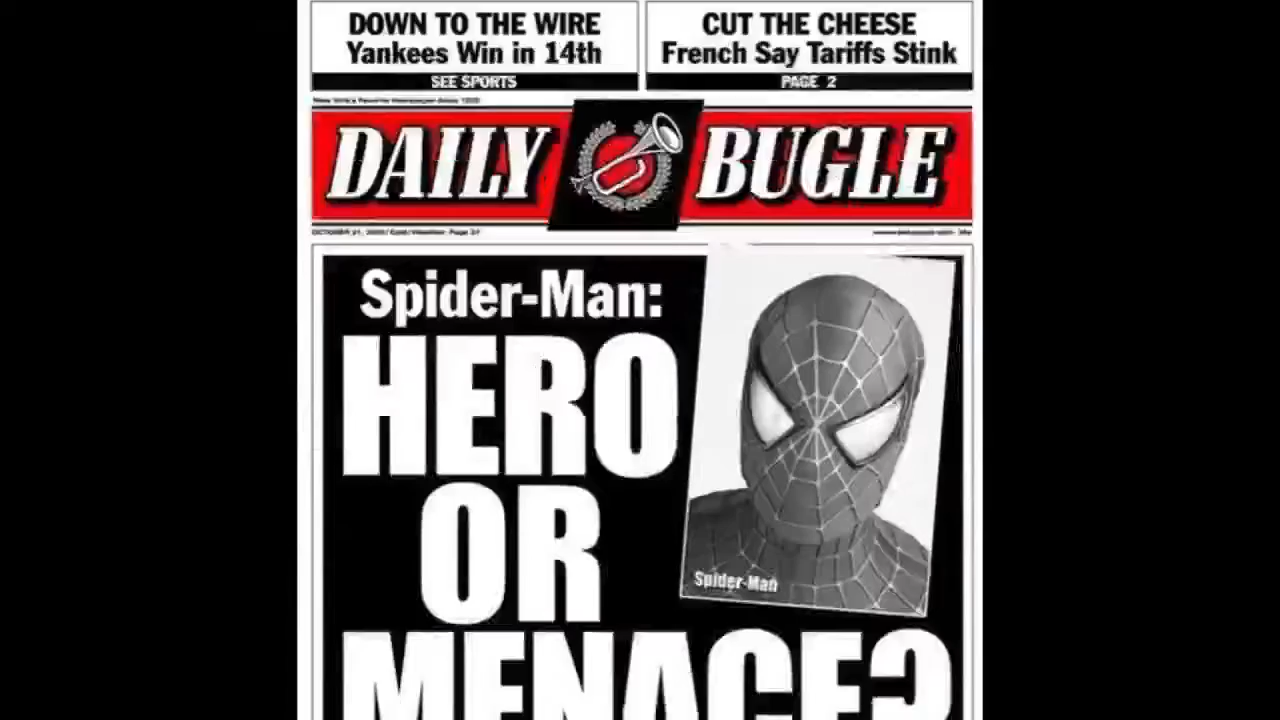 DOWN TO THE WIRE
Yankees Win in 14th
SEE SPORTS
CUT THE CHEESE
French Say Tariffs Stink
PAGE 2
DAILY BUGLE
Spider-Man:
HERO
OR
MENACE?
Spider-Man